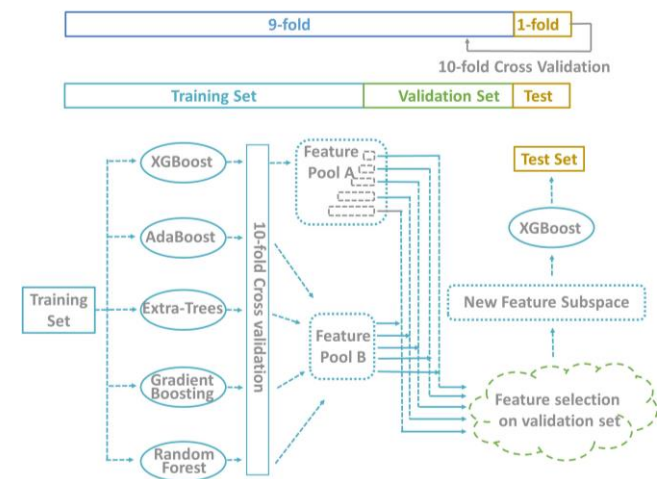 9-fold
1-fold
10-fold Cross Validation
Training Set
Validation Set
Test
XGBoost
AdaBoost
Extra-Trees
Gradient
Boosting
Random
Forest
Training
Set
10-fold Cross validation
Feature
Pool A
Feature
Pool B
Test Set
XGBoost
New Feature Subspace
Feature selection
on validation set